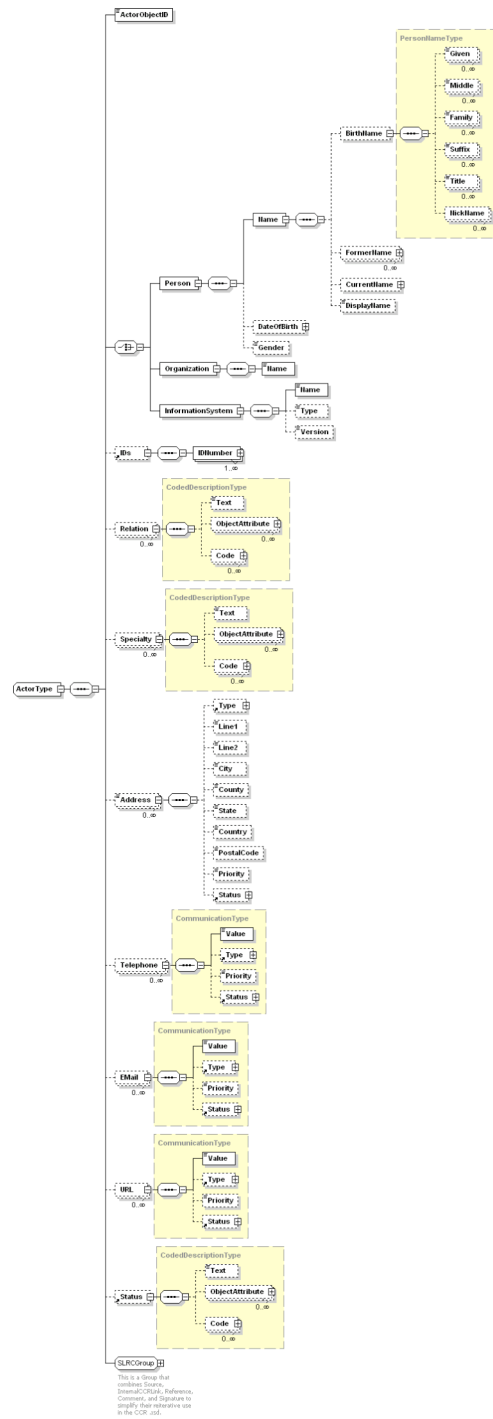 ActorObjectID
PersonNameType
Given
0..∞
Middle
0..∞
BirthName
Family
0..∞
Suffix
0..∞
Title
0..∞
NickName
0..∞
Name
FormerName
0..∞
Person
CurrentName
DisplayName
DateOfBirth
Gender
Organization
Name
InformationSystem
Name
Type
Version
IDs
IDNumber
1..∞
CodedDescriptionType
Text
Relation
0..∞
ObjectAttribute
0..∞
Code
0..∞
CodedDescriptionType
Text
Specialty
0..∞
ObjectAttribute
0..∞
Code
0..∞
ActorType
Type
Line1
Line2
City
County
Address
0..∞
State
Country
PostalCode
Priority
Status
CommunicationType
Value
Telephone
0..∞
Type
Priority
Status
CommunicationType
Value
EMail
0..∞
Type
Priority
Status
CommunicationType
Value
URL
0..∞
Type
Priority
Status
CodedDescriptionType
Text
Status
ObjectAttribute
0..∞
Code
0..∞
SLRCGroup
This is a Group that
combines Source,
InternalCCRLink, Reference,
Comment, and Signature to
simplify their reiterative use
in the CCR .xsd.